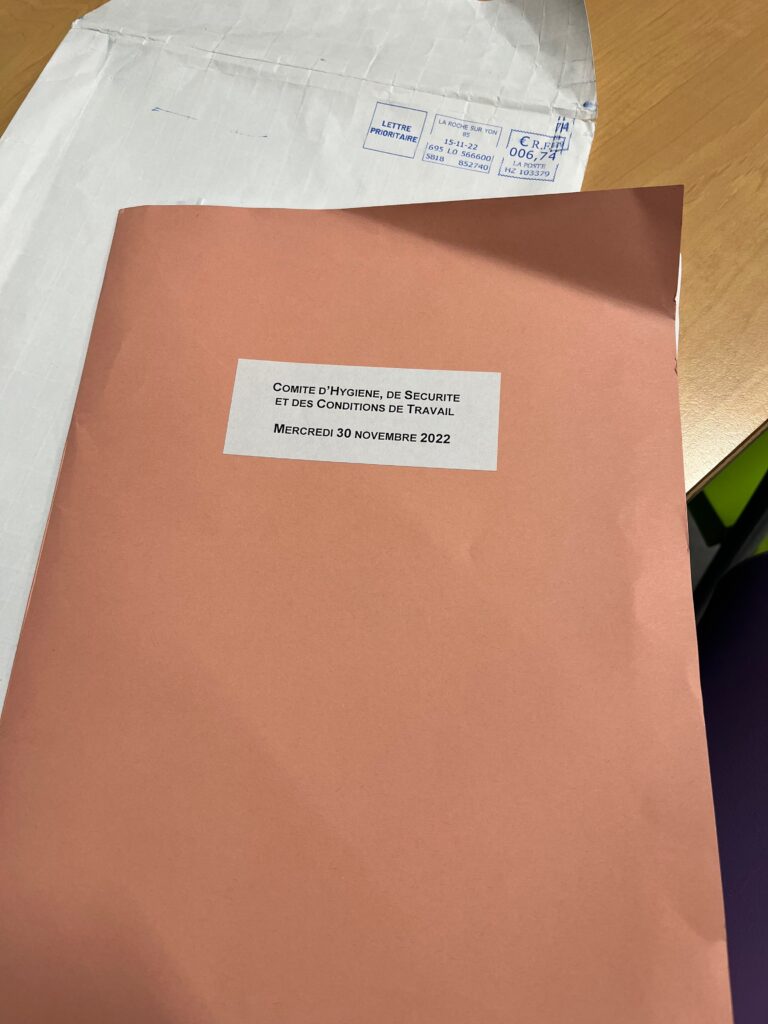 LETTRE
PRIORITAIRE
LA ROCHE SUR YON
85
15-11-22
695 L0 566600
5818 852740
€ R.F.
006,74
LA POSTE
HZ 103379
COMITE D'HYGIENE, DE SECURITE
ET DES CONDITIONS DE TRAVAIL
MERCREDI 30 NOVEMBRE 2022